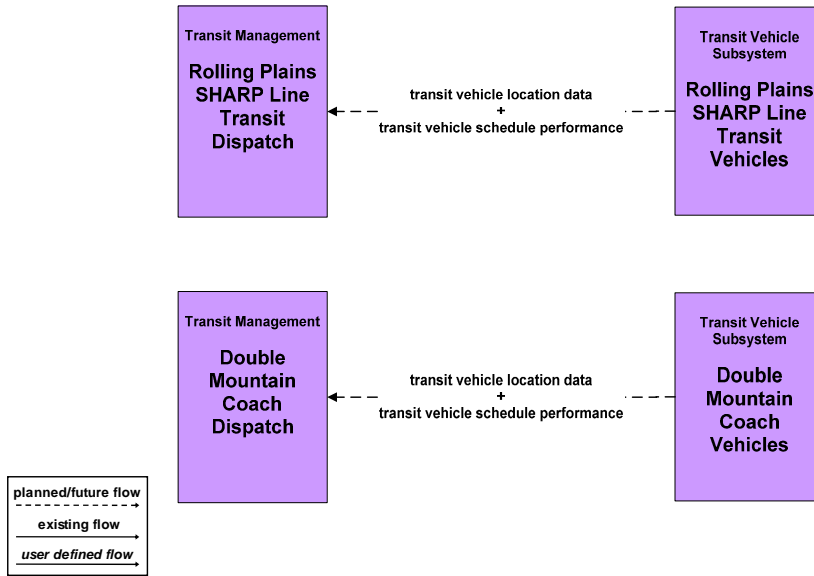 Transit Management
Rolling Plains
SHARP Line
Transit
Dispatch
transit vehicle location data
+
transit vehicle schedule performance
Transit Vehicle
Subsystem
Rolling Plains
SHARP Line
Transit
Vehicles
Transit Management
Double
Mountain
Coach
Dispatch
transit vehicle location data
+
transit vehicle schedule performance
Transit Vehicle
Subsystem
Double
Mountain
Coach
Vehicles
planned/future flow
existing flow
user defined flow